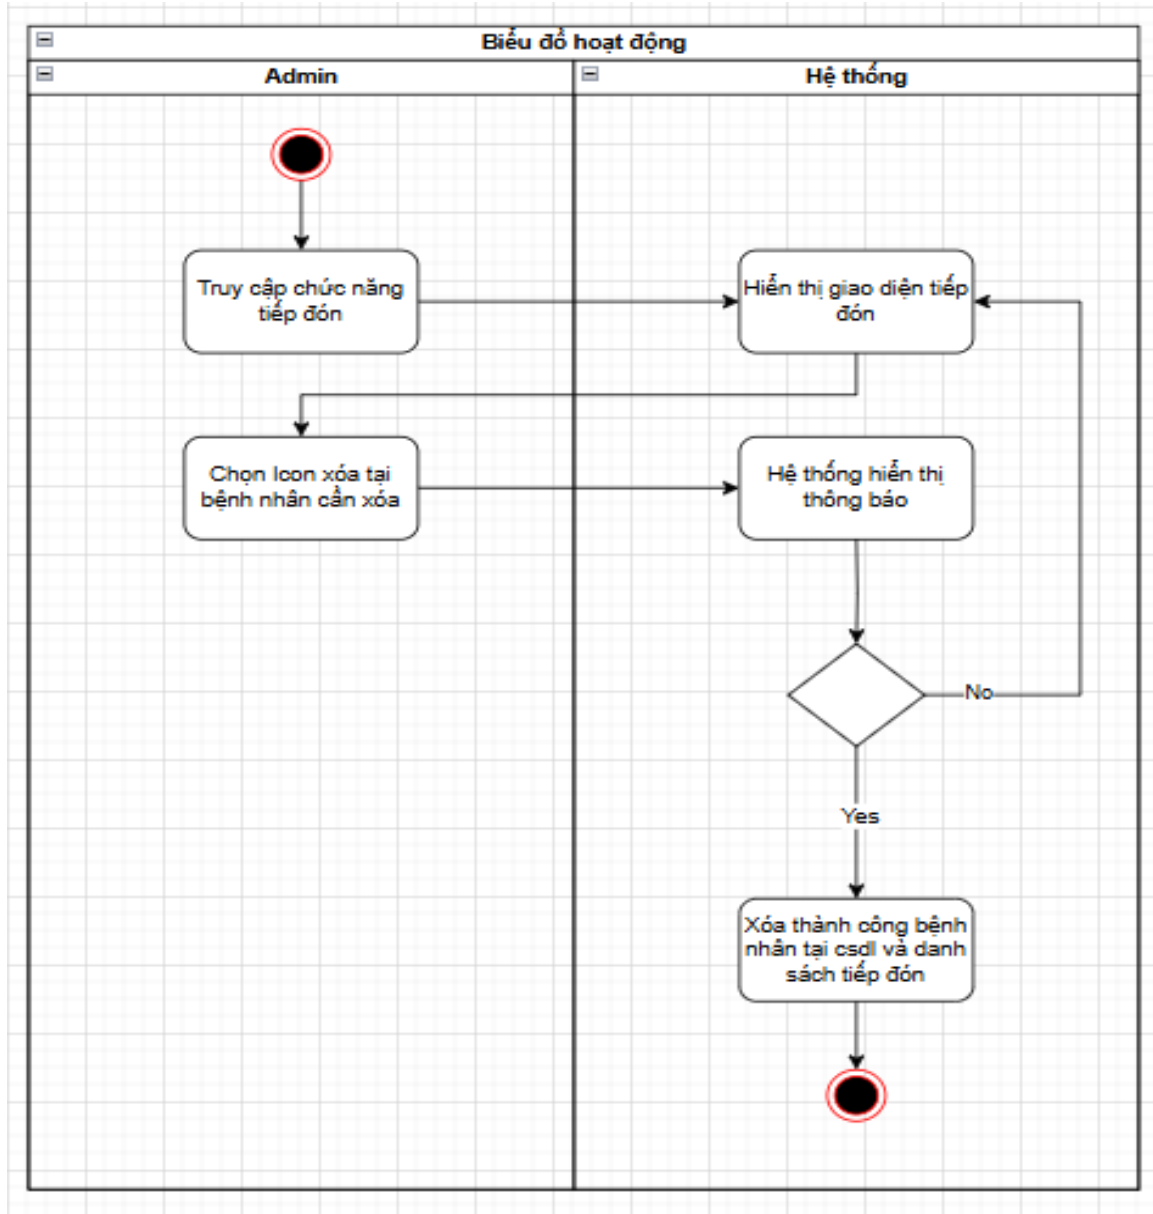 Biểu đồ hoạt động
Admin
Hệ thống
Truy cập chức năng
tiếp đón
Hiển thị giao diện tiếp
đón
Chọn Icon xóa tại
bệnh nhân cần xóa
Hệ thống hiển thị
thông báo
No
Yes
Xóa thành công bệnh
nhân tại csdl và danh
sách tiếp đón